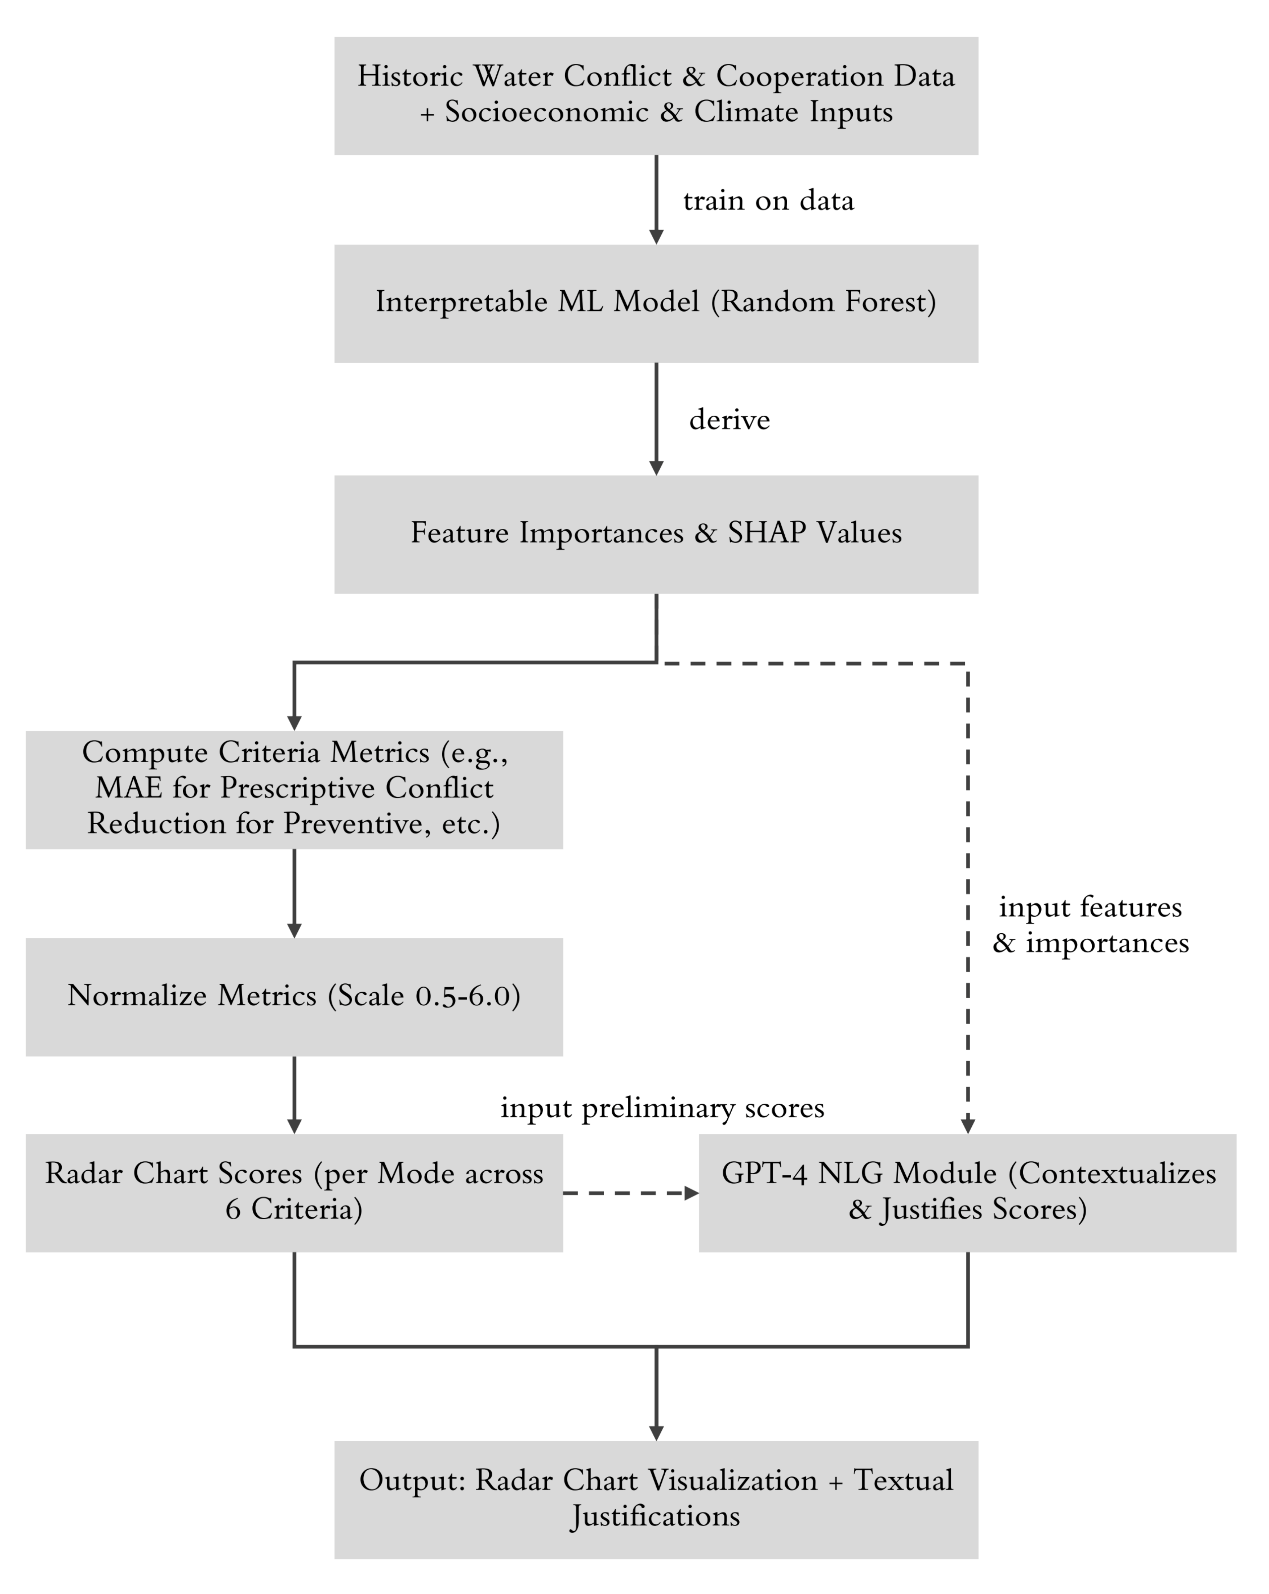 Historic Water Conflict & Cooperation Data
+ Socioeconomic & Climate Inputs
train on data
Interpretable ML Model (Random Forest)
derive
Feature Importances & SHAP Values
Compute Criteria Metrics (e.g.,
MAE for Prescriptive Conflict
Reduction for Preventive, etc.)
input features
& importances
Normalize Metrics (Scale 0.5-6.0)
input preliminary scores
Radar Chart Scores (per Mode across
6 Criteria)
GPT-4 NLG Module (Contextualizes
& Justifies Scores)
Output: Radar Chart Visualization + Textual
Justifications